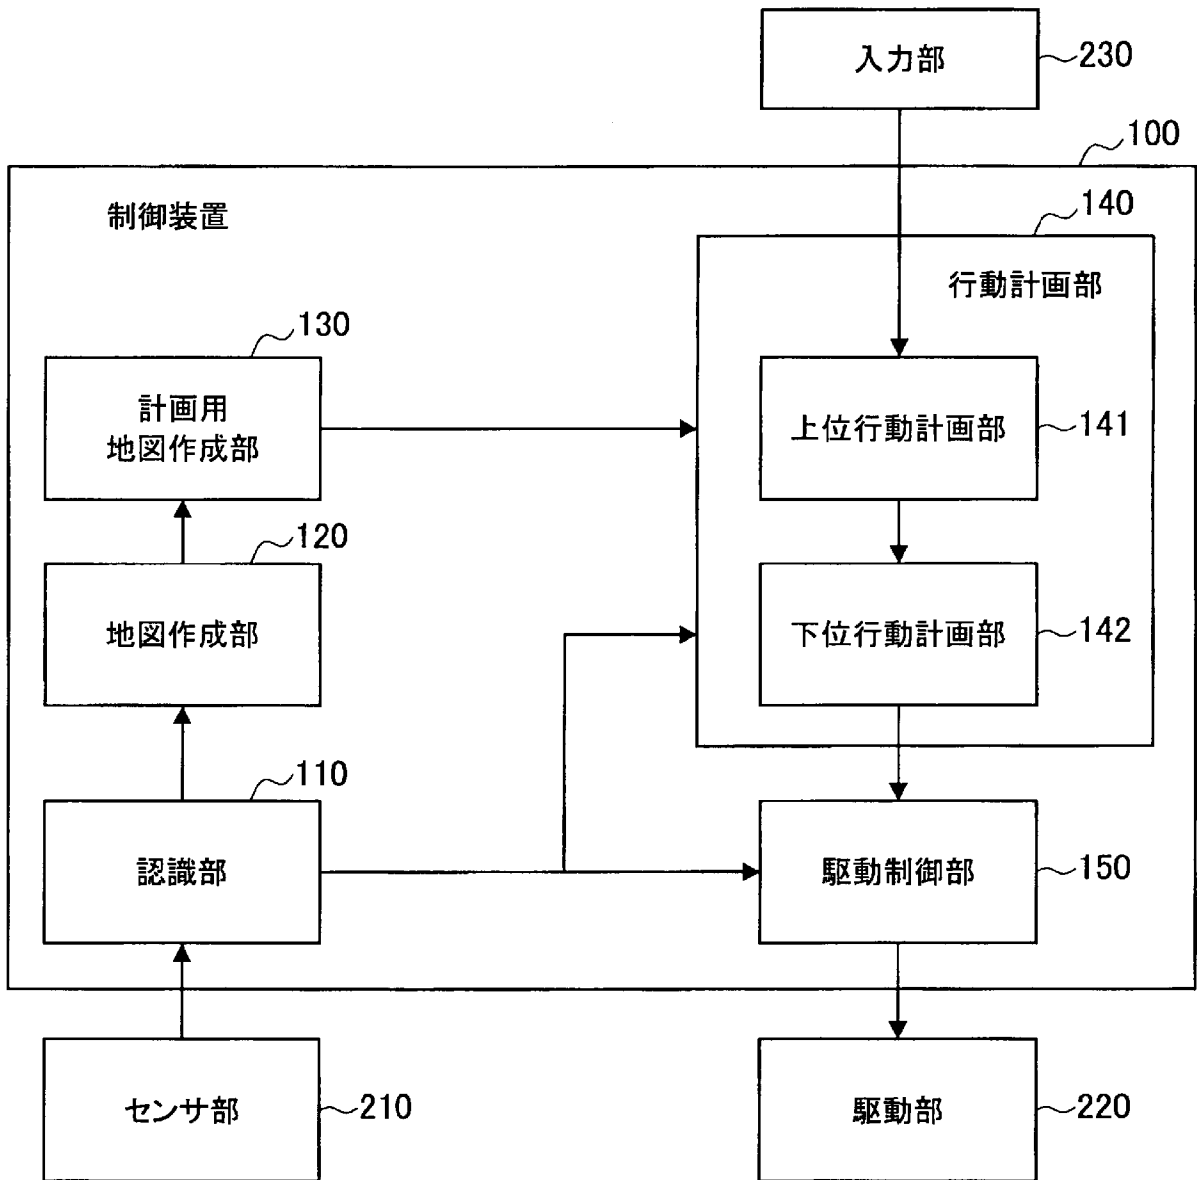 入力部
230
100
制御装置
140
行動計画部
130
計画用
地図作成部
上位行動計画部
141
120
地図作成部
下位行動計画部
142
110
認識部
駆動制御部
150
センサ部
210
駆動部
220